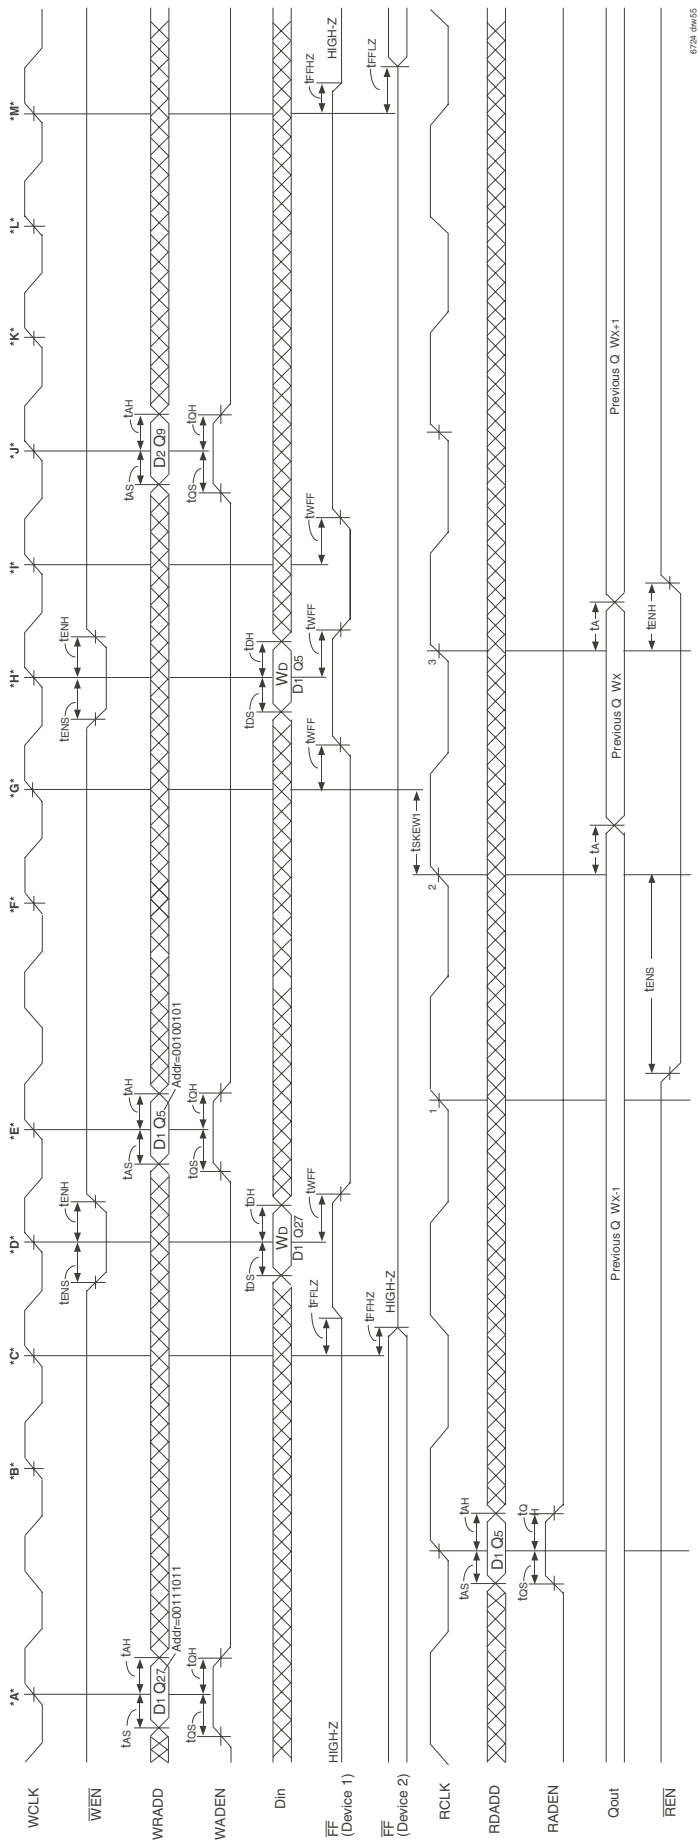 *A*
*B*
*C*
*D*
*E*
*F*
*G*
*H*
*I*
*J*
*K*
*L*
*M*
WCLK
tENS
tENH
tENS
tENH
WEN
tAS
tAH
tAS
tAH
tAS
tAH
WRADD
D1 Q27
D1 Q5
D2 Q9
Addr=00111011
Addr=00100101
tQS
tQH
tQS
tQH
tQS
tQH
WADEN
tDS
tDH
tDS
tDH
Din
WD
WD
D1 Q27
D1 Q5
tFFLZ
tWFF
tWFF
tWFF
tWFF
tFFHZ
FF
(Device 1)
HIGH-Z
HIGH-Z
tFFHZ
tFFLZ
FF
(Device 2)
HIGH-Z
tSKEW1
RCLK
1
2
3
tAS
tAH
RDADD
D1 Q5
tQS
tQ
H
RADEN
tA
tA
Qout
Previous Q WX-1
Previous Q WX
Previous Q WX+1
tENS
tENH
REN
6724 drw55